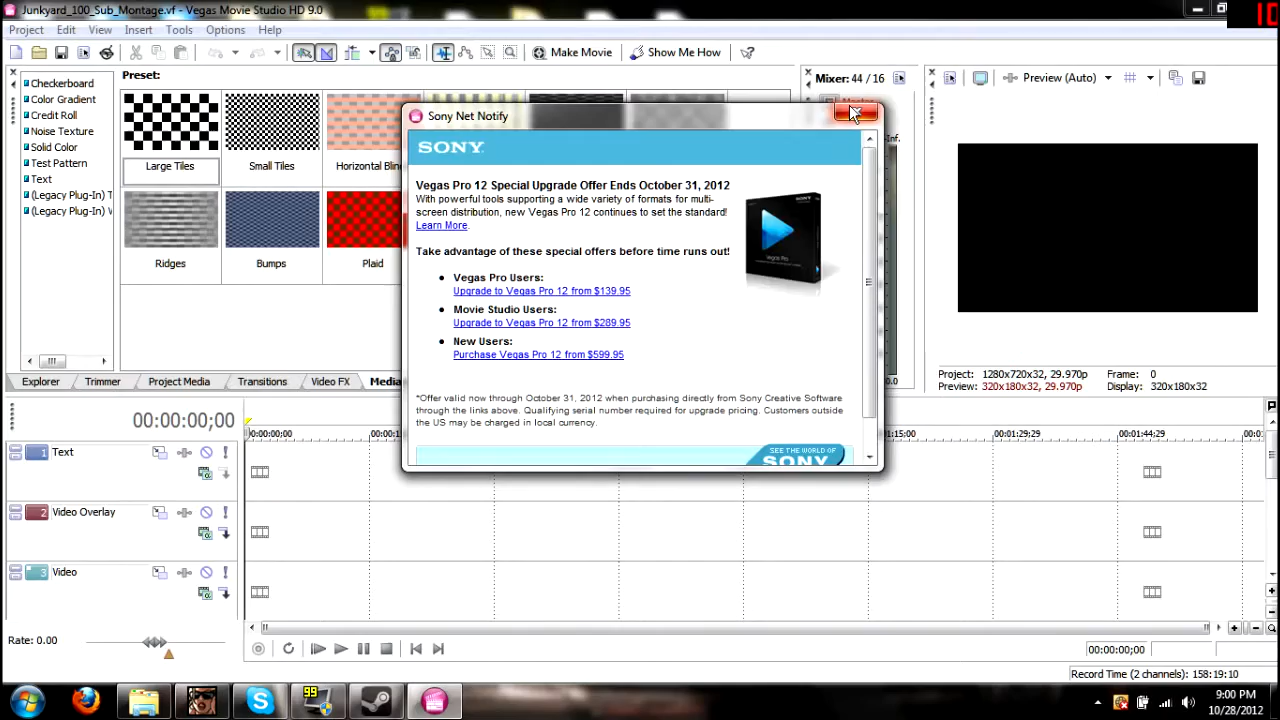 Junkyard_100_Sub_Montage.vf - Vegas Movie Studio HD 9.0
Project Edit View Insert Tools Options Help
Make Movie Show Me How
Checkerboard
Color Gradient
Credit Roll
Noise Texture
Solid Color
Test Pattern
Text
(Legacy Plug-In) T
(Legacy Plug-In) T
Preset:
Large Tiles
Small Tiles
Horizontal Blin
Ridges
Bumps
Plaid
Mixer: 44 / 16
Preview (Auto)
-Inf.
Sony Net Notify
SONY
Vegas Pro 12 Special Upgrade Offer Ends October 31, 2012
With powerful tools supporting a wide variety of formats for multi-
screen distribution, new Vegas Pro 12 continues to set the standard!
Learn More.
Take advantage of these special offers before time runs out!
Vegas Pro Users:
Upgrade to Vegas Pro 12 from $139.95
Movie Studio Users:
Upgrade to Vegas Pro 12 from $289.95
New Users:
Purchase Vegas Pro 12 from $599.95
*Offer valid now through October 31, 2012 when purchasing directly from Sony Creative Software
through the links above. Qualifying serial number required for upgrade pricing. Customers outside
the US may be charged in local currency.
SEE THE WORLD OF
SONY
Vegas Pro
Project: 1280x720x32, 29.970p Frame: 0
Preview: 320x180x32, 29.970p Display: 320x180x32
Explorer Trimmer Project Media Transitions Video FX Media
00:00:00;00
00:01:29;29
00:01:44;29
1 Text
2 Video Overlay
3 Video
Rate: 0.00
00:00:00;00
Record Time (2 channels): 158:19:10
99
9:00 PM
10/28/2012